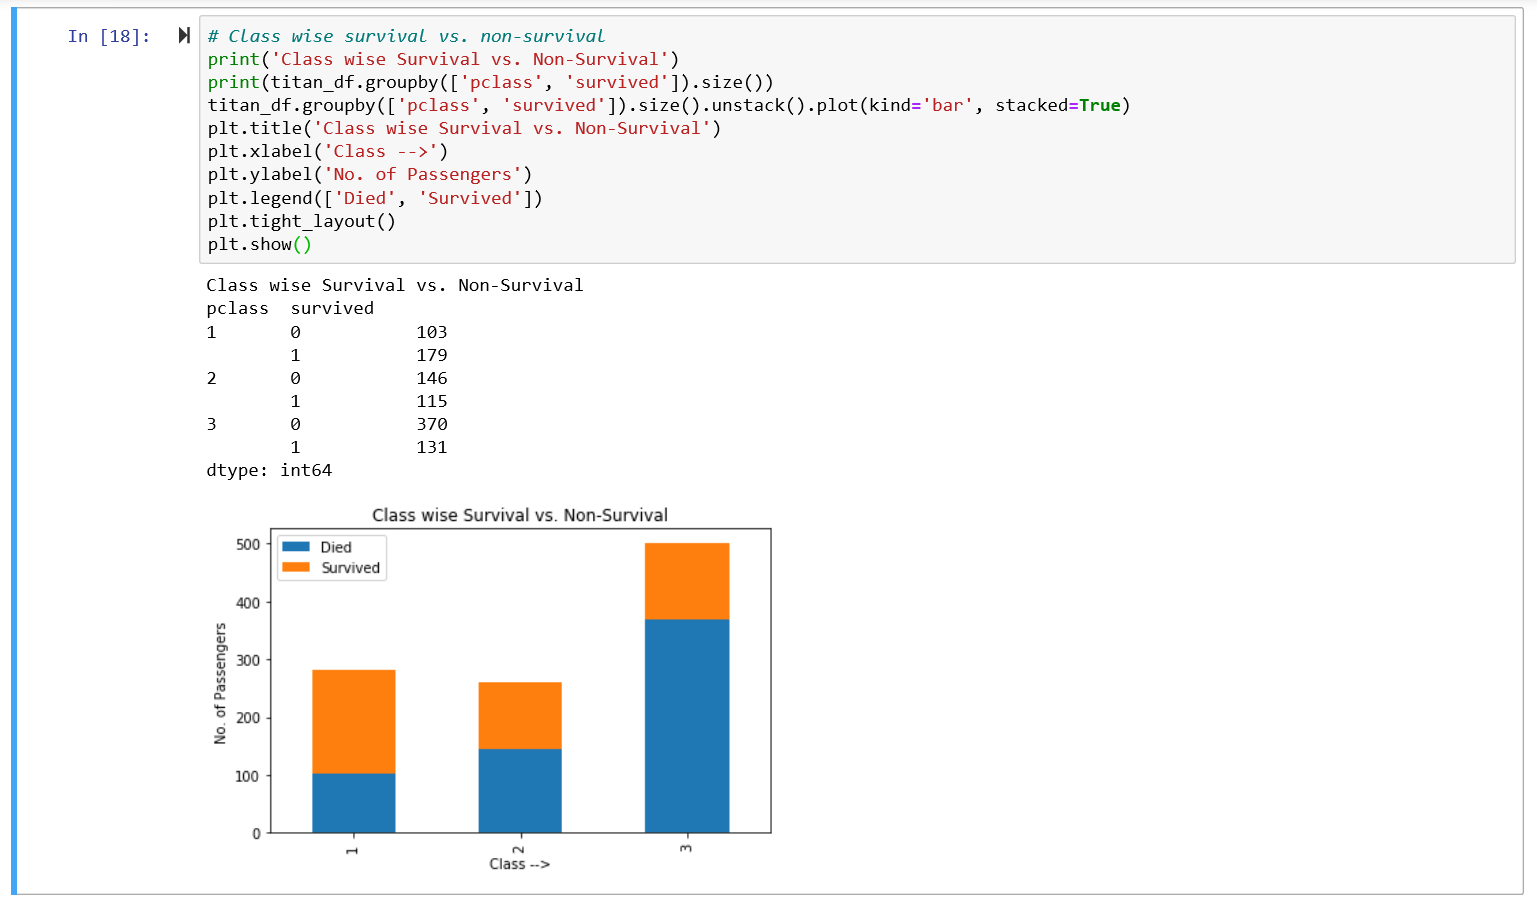 In [18]:
# Class wise survival vs. non-survival
print('Class wise Survival vs. Non-Survival')
print(titan_df.groupby(['pclass', 'survived']).size())
titan_df.groupby(['pclass', 'survived']).size().unstack().plot(kind='bar', stacked=True)
plt.title('Class wise Survival vs. Non-Survival')
plt.xlabel('Class -->')
plt.ylabel('No. of Passengers')
plt.legend(['Died', 'Survived'])
plt.tight_layout()
plt.show()
Class wise Survival vs. Non-Survival
pclass  survived
1       0           103
        1           179
2       0           146
        1           115
3       0           370
        1           131
dtype: int64
Class wise Survival vs. Non-Survival
Died
Survived
500
400
300
200
100
0
No. of Passengers
1 2 3
Class -->